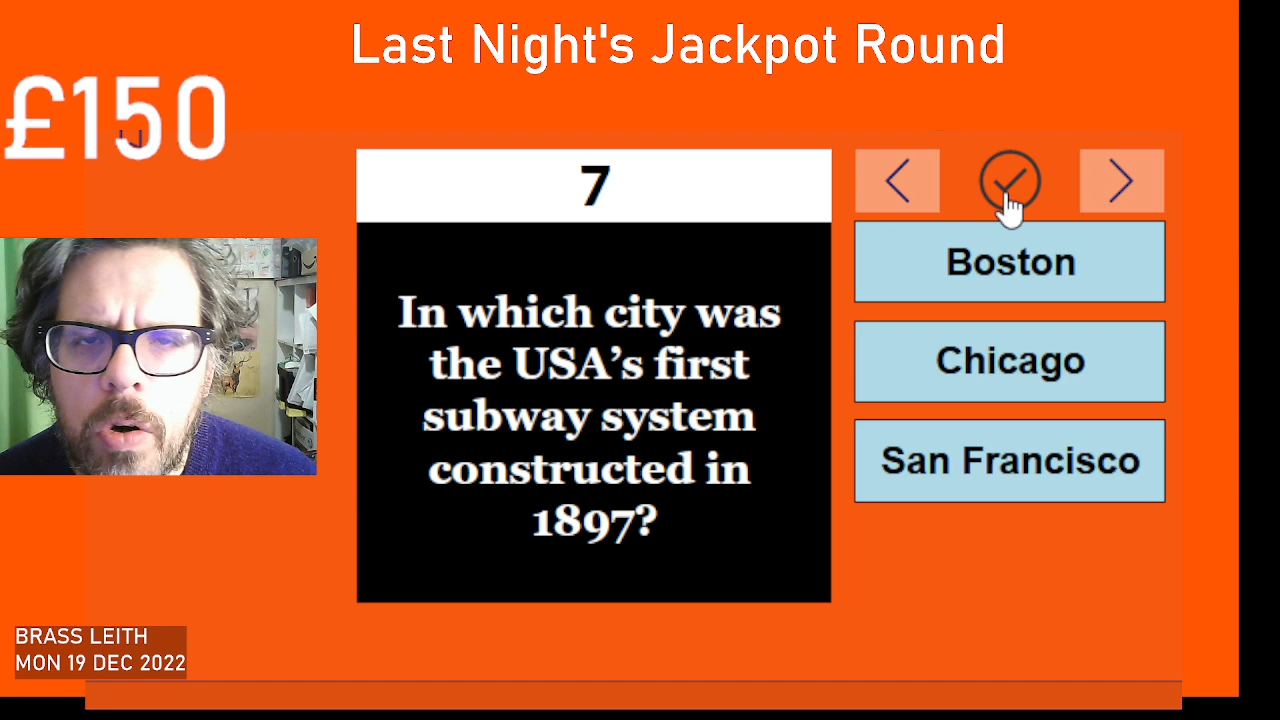 Last Night's Jackpot Round
£150
7
In which city was
the USA’s first
subway system
constructed in
1897?
Boston
Chicago
San Francisco
BRASS LEITH
MON 19 DEC 2022